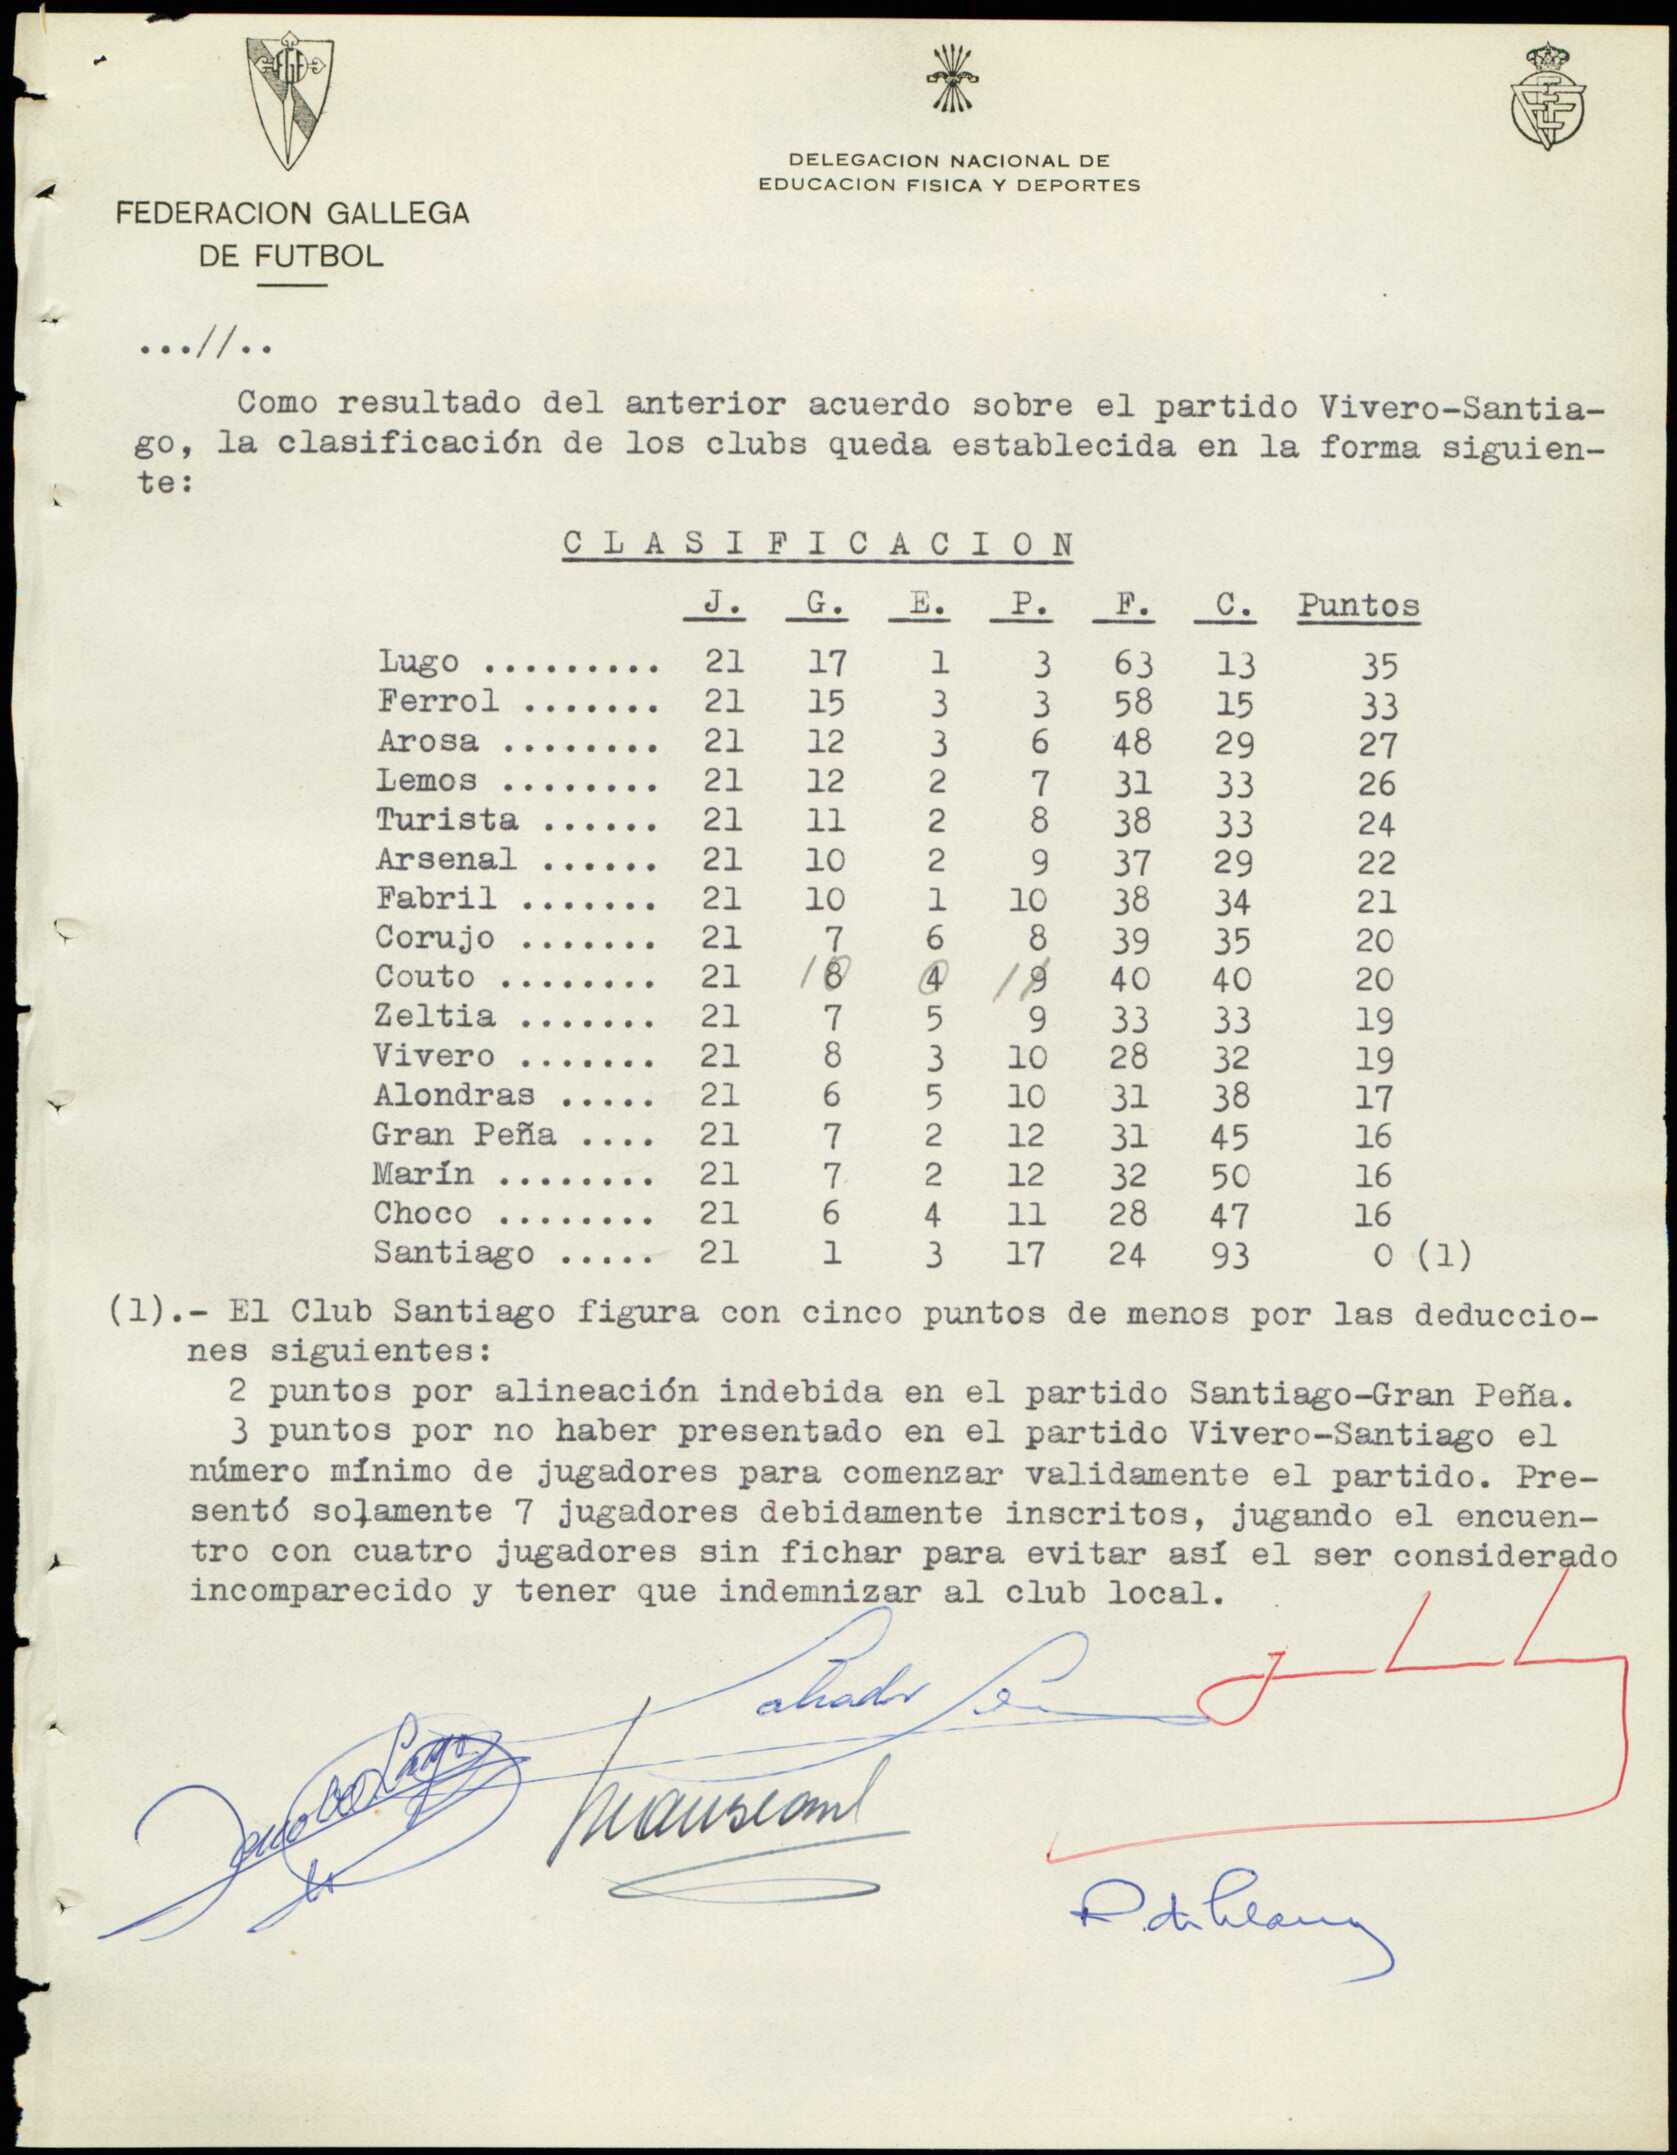 FEDERACION GALLEGA
DE FUTBOL
DELEGACION NACIONAL DE
EDUCACION FISICA Y DEPORTES
...//..
Como resultado del anterior acuerdo sobre el partido Vivero-Santia-
go, la clasificación de los clubs queda establecida en la forma siguien-
te:
C L A S I F I C A C I O N
J. G. E. P. F. C. Puntos
Lugo ......... 21 17 1 3 63 13 35
Ferrol ....... 21 15 3 3 58 15 33
Arosa ........ 21 12 3 6 48 29 27
Lemos ........ 21 12 2 7 31 33 26
Turista ...... 21 11 2 8 38 33 24
Arsenal ...... 21 10 2 9 37 29 22
Fabril ....... 21 10 1 10 38 34 21
Corujo ....... 21 7 6 8 39 35 20
Couto ........ 21 8 4 9 40 40 20
Zeltia ....... 21 7 5 9 33 33 19
Vivero ....... 21 8 3 10 28 32 19
Alondras ..... 21 6 5 10 31 38 17
Gran Peña .... 21 7 2 12 31 45 16
Marín ........ 21 7 2 12 32 50 16
Choco ........ 21 6 4 11 28 47 16
Santiago ..... 21 1 3 17 24 93 0 (1)
(1).- El Club Santiago figura con cinco puntos de menos por las deduccio-
nes siguientes:
2 puntos por alineación indebida en el partido Santiago-Gran Peña.
3 puntos por no haber presentado en el partido Vivero-Santiago el
número mínimo de jugadores para comenzar validamente el partido. Pre-
sentó solamente 7 jugadores debidamente inscritos, jugando el encuen-
tro con cuatro jugadores sin fichar para evitar así el ser considerado
incomparecido y tener que indemnizar al club local.